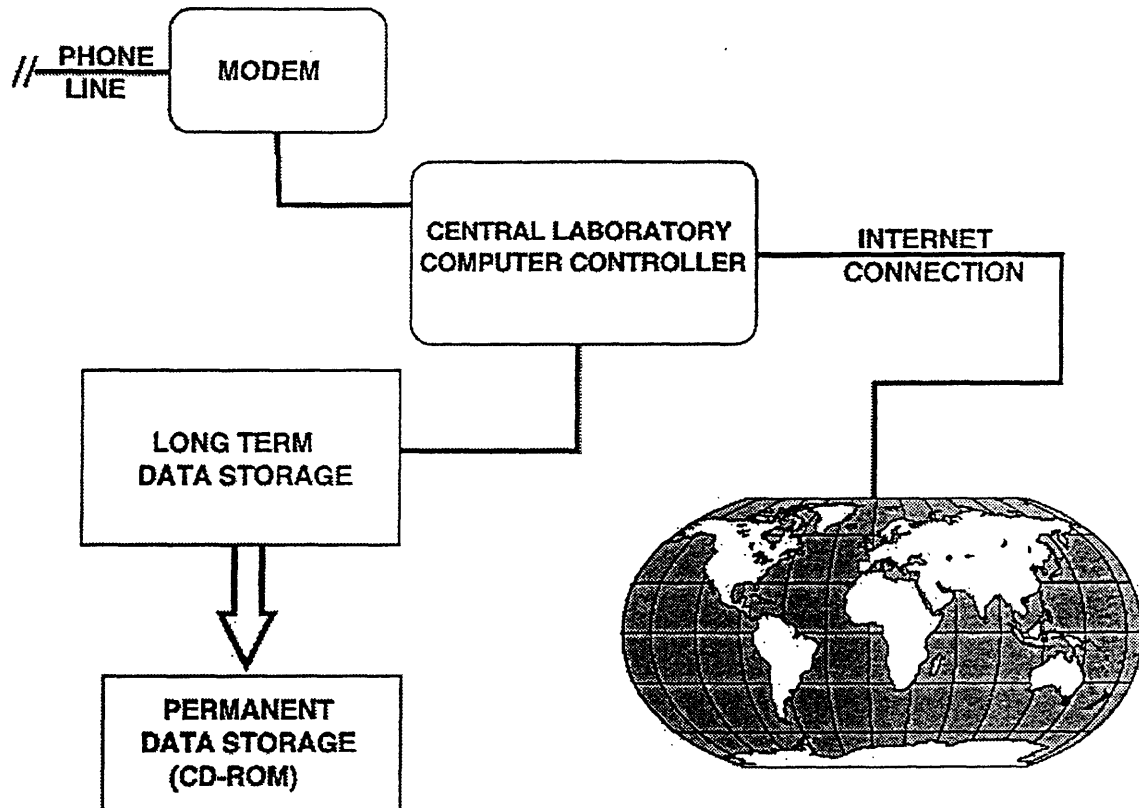 PHONE
LINE
MODEM
CENTRAL LABORATORY
COMPUTER CONTROLLER
INTERNET
CONNECTION
LONG TERM
DATA STORAGE
PERMANENT
DATA STORAGE
(CD-ROM)